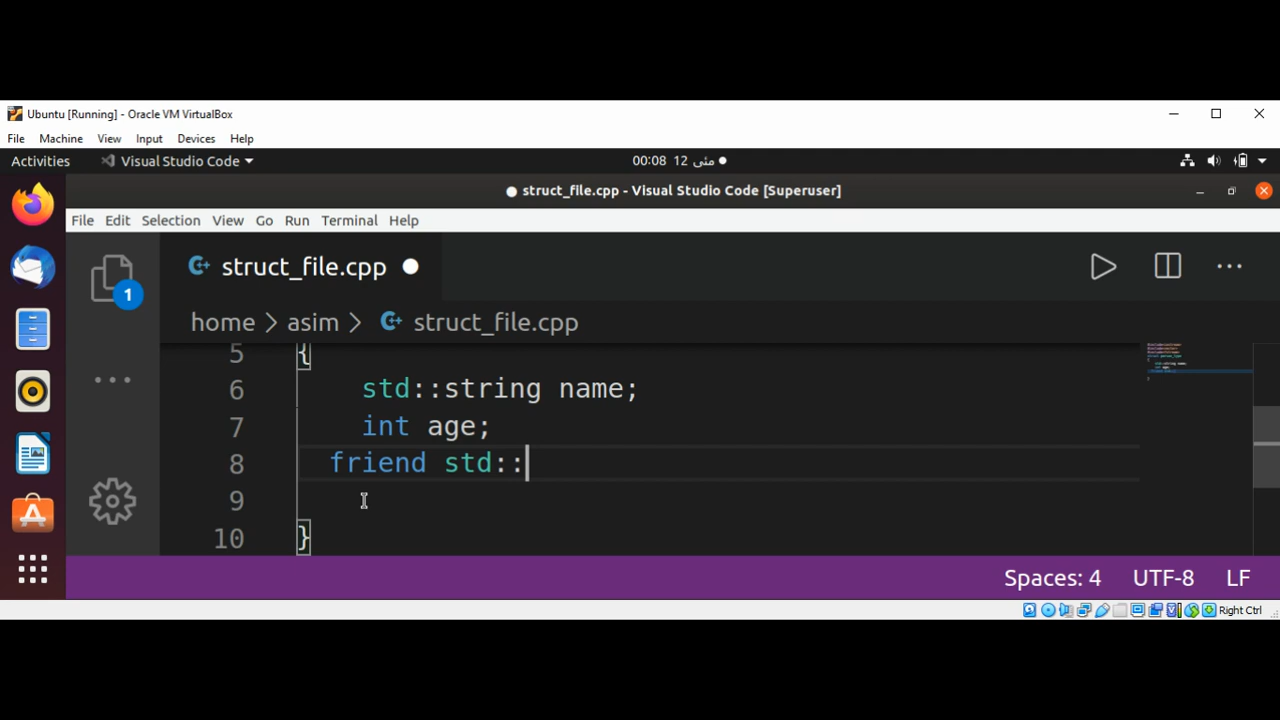 Ubuntu [Running] - Oracle VM VirtualBox
File Machine View Input Devices Help
Activities Visual Studio Code 00:08 12 مئی
struct_file.cpp - Visual Studio Code [Superuser]
File Edit Selection View Go Run Terminal Help
struct_file.cpp
1
home > asim > struct_file.cpp
5 {
6 std::string name;
7 int age;
8 friend std::
9
10 }
Spaces: 4 UTF-8 LF
Right Ctrl